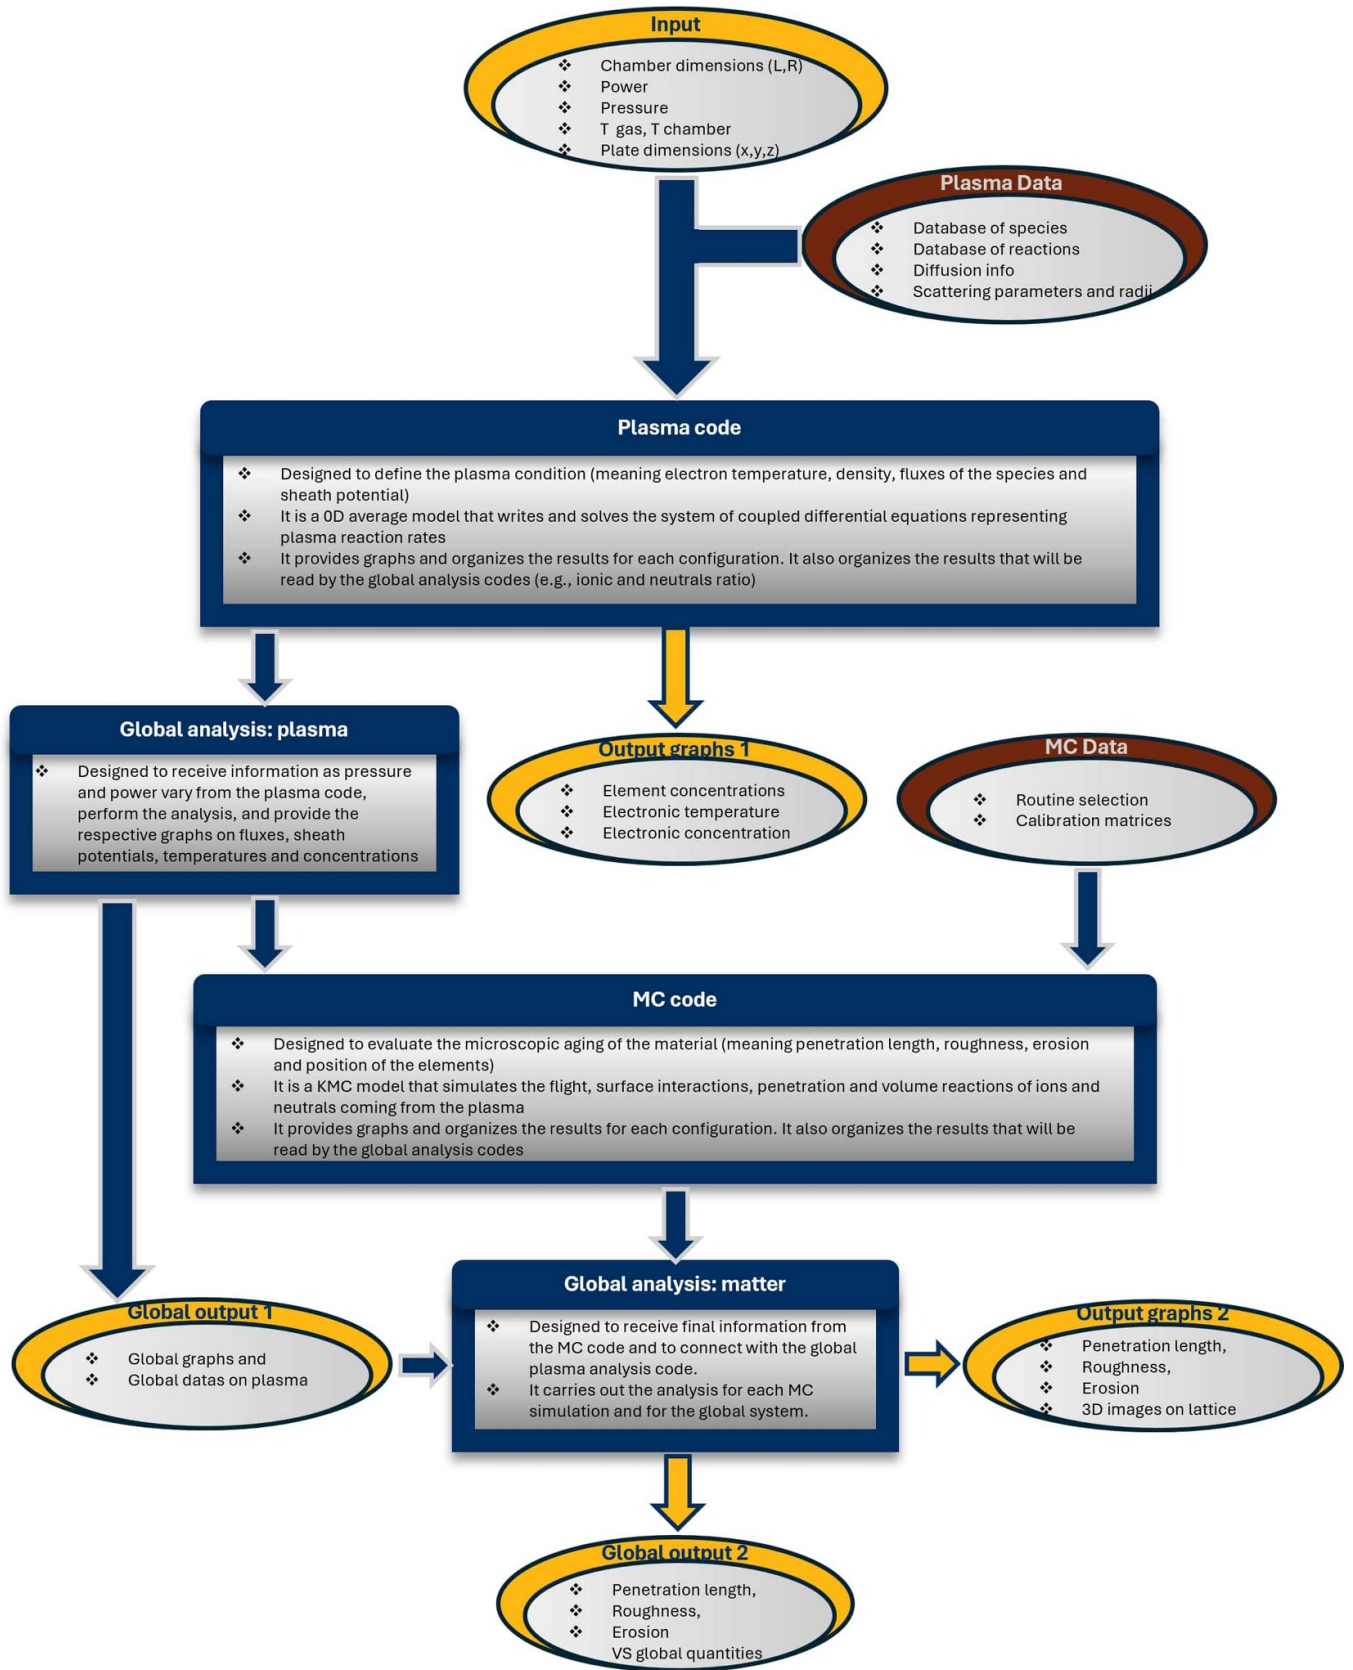 Input
❖ Chamber dimensions (L,R)
❖ Power
❖ Pressure
❖ T gas, T chamber
❖ Plate dimensions (x,y,z)
Plasma Data
❖ Database of species
❖ Database of reactions
❖ Diffusion info
❖ Scattering parameters and radii
Plasma code
❖ Designed to define the plasma condition (meaning electron temperature, density, fluxes of the species and
sheath potential)
❖ It is a 0D average model that writes and solves the system of coupled differential equations representing
plasma reaction rates
❖ It provides graphs and organizes the results for each configuration. It also organizes the results that will be
read by the global analysis codes (e.g., ionic and neutrals ratio)
Global analysis: plasma
❖ Designed to receive information as pressure
and power vary from the plasma code,
perform the analysis, and provide the
respective graphs on fluxes, sheath
potentials, temperatures and concentrations
Output graphs 1
❖ Element concentrations
❖ Electronic temperature
❖ Electronic concentration
MC Data
❖ Routine selection
❖ Calibration matrices
MC code
❖ Designed to evaluate the microscopic aging of the material (meaning penetration length, roughness, erosion
and position of the elements)
❖ It is a KMC model that simulates the flight, surface interactions, penetration and volume reactions of ions and
neutrals coming from the plasma
❖ It provides graphs and organizes the results for each configuration. It also organizes the results that will be
read by the global analysis codes
Global output 1
❖ Global graphs and
❖ Global datas on plasma
Global analysis: matter
❖ Designed to receive final information from
the MC code and to connect with the global
plasma analysis code.
❖ It carries out the analysis for each MC
simulation and for the global system.
Output graphs 2
❖ Penetration length,
❖ Roughness,
❖ Erosion
❖ 3D images on lattice
Global output 2
❖ Penetration length,
❖ Roughness,
❖ Erosion
VS global quantities